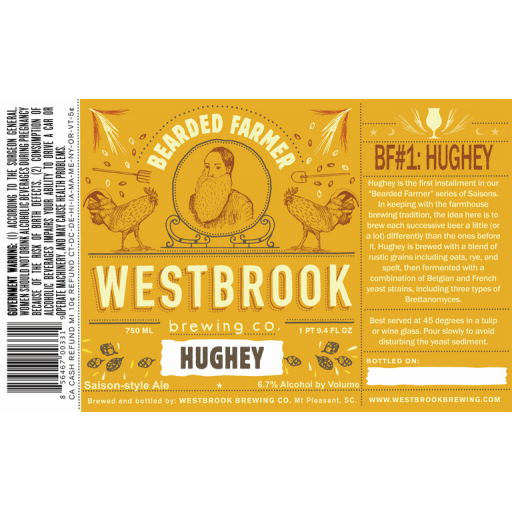 GOVERNMENT WARNING: (1) ACCORDING TO THE SURGEON GENERAL,
WOMEN SHOULD NOT DRINK ALCOHOLIC BEVERAGES DURING PREGNANCY
BECAUSE OF THE RISK OF BIRTH DEFECTS. (2) CONSUMPTION OF
ALCOHOLIC BEVERAGES IMPAIRS YOUR ABILITY TO DRIVE A CAR OR
OPERATE MACHINERY, AND MAY CAUSE HEALTH PROBLEMS.
8 56467 00331
CA CASH REFUND MI 10¢ REFUND CT-DC-DE-HI-IA-MA-ME-NY-OR-VT-5¢
BEARDED FARMER
WESTBROOK
750 ML
brewing co.
1 PT 9.4 FL OZ
HUGHEY
Saison-style Ale
6.7% Alcohol by Volume
Brewed and bottled by: WESTBROOK BREWING CO. Mt Pleasant, SC.
BF#1: HUGHEY
Hughey is the first installment in our
"Bearded Farmer" series of Saisons.
In keeping with the farmhouse
brewing tradition, the idea here is to
brew each successive beer a little (or
a lot) differently than the ones before
it. Hughey is brewed with a blend of
rustic grains including oats, rye, and
spelt, then fermented with a
combination of Belgian and French
yeast strains, including three types of
Brettanomyces.
Best served at 45 degrees in a tulip
or wine glass. Pour slowly to avoid
disturbing the yeast sediment.
BOTTLED ON:
WWW.WESTBROOKBREWING.COM